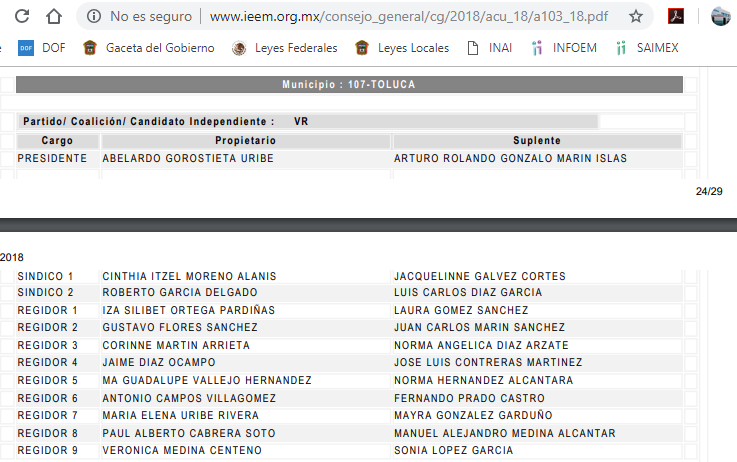 No es seguro | www.ieem.org.mx/consejo_general/cg/2018/acu_18/a103_18.pdf
DOF DOF Gaceta del Gobierno Leyes Federales Leyes Locales INAI INFOEM SAIMEX
Municipio : 107-TOLUCA
Partido/ Coalición/ Candidato Independiente : VR
Cargo Propietario Suplente
PRESIDENTE ABELARDO GOROSTIETA URIBE ARTURO ROLANDO GONZALO MARIN ISLAS
24/29
2018
SINDICO 1 CINTHIA ITZEL MORENO ALANIS JACQUELINNE GALVEZ CORTES
SINDICO 2 ROBERTO GARCIA DELGADO LUIS CARLOS DIAZ GARCIA
REGIDOR 1 IZA SILIBET ORTEGA PARDIÑAS LAURA GOMEZ SANCHEZ
REGIDOR 2 GUSTAVO FLORES SANCHEZ JUAN CARLOS MARIN SANCHEZ
REGIDOR 3 CORINNE MARTIN ARRIETA NORMA ANGELICA DIAZ ARZATE
REGIDOR 4 JAIME DIAZ OCAMPO JOSE LUIS CONTRERAS MARTINEZ
REGIDOR 5 MA GUADALUPE VALLEJO HERNANDEZ NORMA HERNANDEZ ALCANTARA
REGIDOR 6 ANTONIO CAMPOS VILLAGOMEZ FERNANDO PRADO CASTRO
REGIDOR 7 MARIA ELENA URIBE RIVERA MAYRA GONZALEZ GARDUÑO
REGIDOR 8 PAUL ALBERTO CABRERA SOTO MANUEL ALEJANDRO MEDINA ALCANTAR
REGIDOR 9 VERONICA MEDINA CENTENO SONIA LOPEZ GARCIA